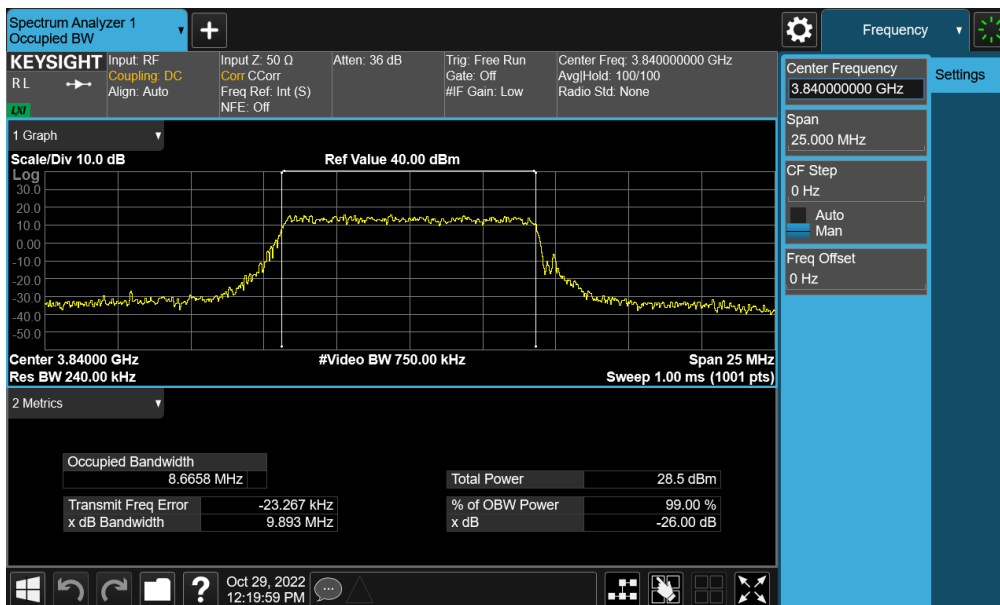 Spectrum Analyzer 1
Occupied BW
Frequency
KEYSIGHT
R L
LXI
Input: RF
Coupling: DC
Align: Auto
Input Z: 50 Ω
Corr CCorr
Freq Ref: Int (S)
NFE: Off
Atten: 36 dB
Trig: Free Run
Gate: Off
#IF Gain: Low
Center Freq: 3.840000000 GHz
Avg|Hold: 100/100
Radio Std: None
Center Frequency
3.840000000 GHz
Settings
Span
25.000 MHz
CF Step
0 Hz
Auto
Man
Freq Offset
0 Hz
1 Graph
Scale/Div 10.0 dB
Ref Value 40.00 dBm
Log
30.0
20.0
10.0
0.00
-10.0
-20.0
-30.0
-40.0
-50.0
Center 3.84000 GHz
#Video BW 750.00 kHz
Span 25 MHz
Res BW 240.00 kHz
Sweep 1.00 ms (1001 pts)
2 Metrics
Occupied Bandwidth
8.6658 MHz
Total Power 28.5 dBm
Transmit Freq Error -23.267 kHz
% of OBW Power 99.00 %
x dB Bandwidth 9.893 MHz
x dB -26.00 dB
?
Oct 29, 2022
12:19:59 PM